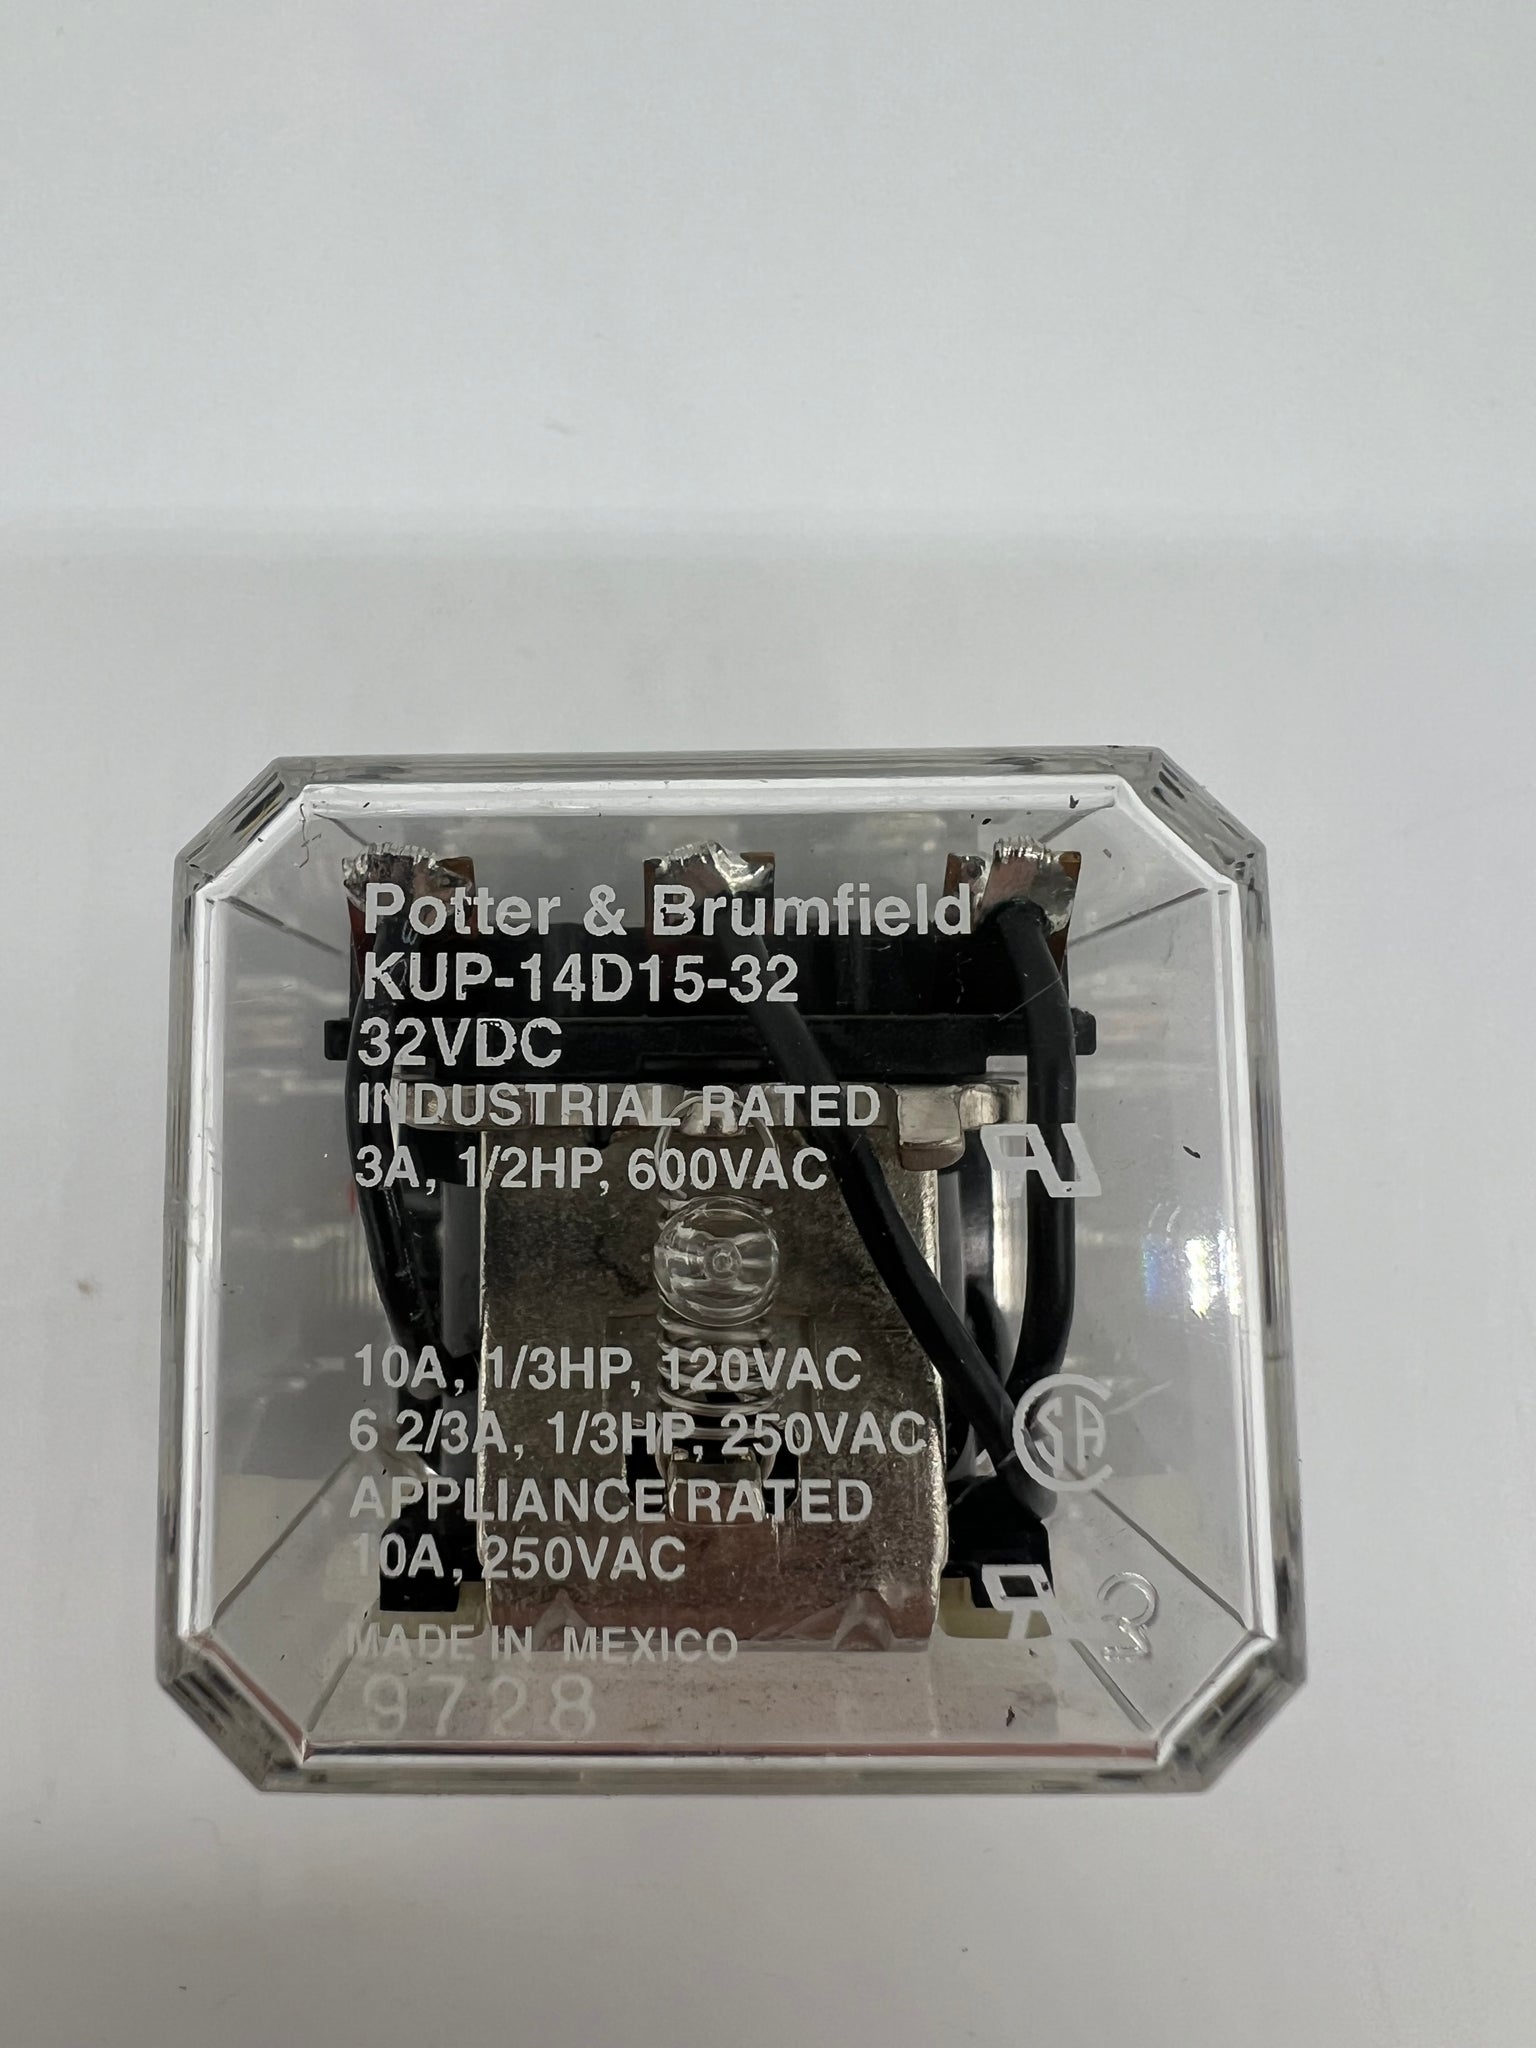 Potter & Brumfield
KUP-14D15-32
32VDC
INDUSTRIAL RATED
3A, 1/2HP, 600VAC
10A, 1/3HP, 120VAC
6 2/3A, 1/3HP, 250VAC
APPLIANCE RATED
10A, 250VAC
MADE IN MEXICO
9728